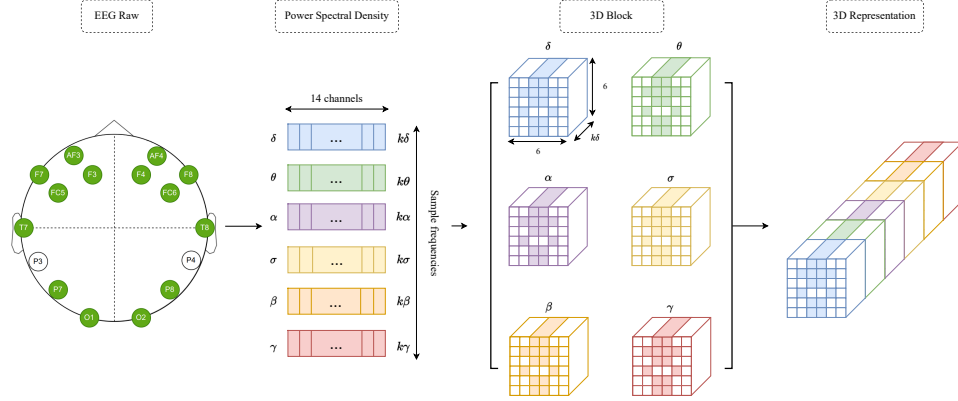 EEG Raw
Power Spectral Density
3D Block
3D Representation
AF3
AF4
F7
F3
F4
F8
FC5
FC6
T7
T8
P3
P4
P7
P8
O1
O2
14 channels
δ
...
kδ
θ
...
kθ
α
...
kα
σ
...
kσ
β
...
kβ
γ
...
kγ
Sample frequencies
δ
θ
6
kδ
6
α
σ
β
γ